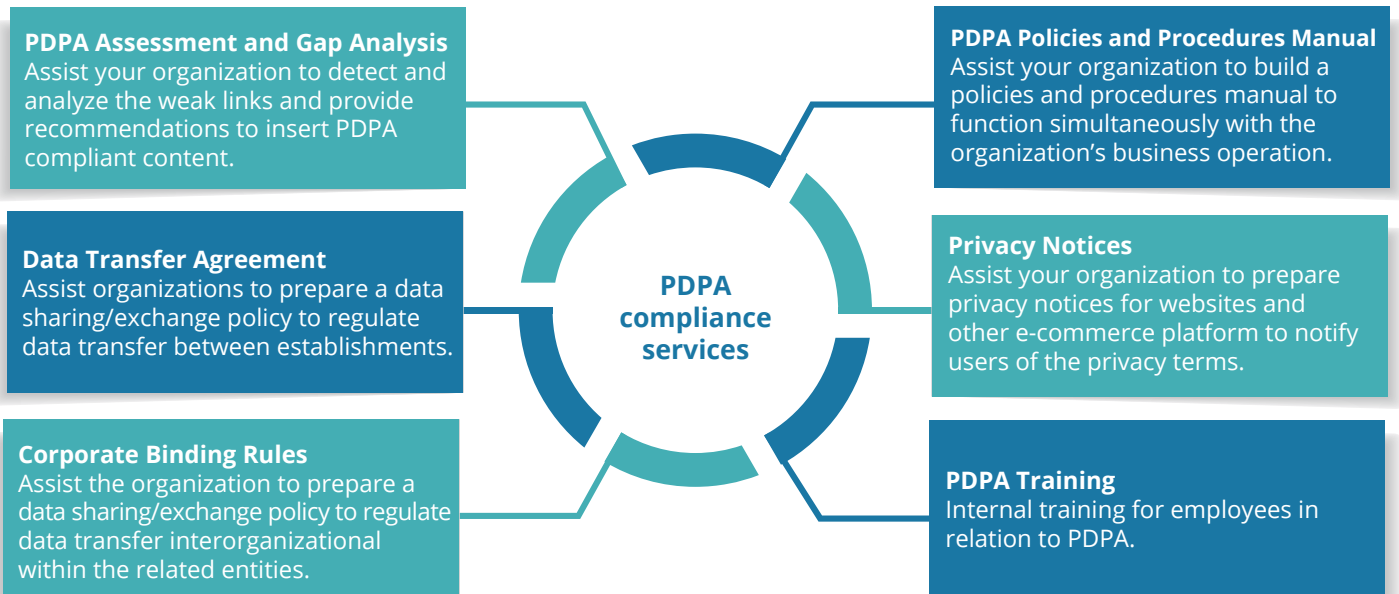 PDPA Assessment and Gap Analysis
Assist your organization to detect and
analyze the weak links and provide
recommendations to insert PDPA
compliant content.
Data Transfer Agreement
Assist organizations to prepare a data
sharing/exchange policy to regulate
data transfer between establishments.
Corporate Binding Rules
Assist the organization to prepare a
data sharing/exchange policy to regulate
data transfer interorganizational
within the related entities.
PDPA
compliance
services
PDPA Policies and Procedures Manual
Assist your organization to build a
policies and procedures manual to
function simultaneously with the
organization’s business operation.
Privacy Notices
Assist your organization to prepare
privacy notices for websites and
other e-commerce platform to notify
users of the privacy terms.
PDPA Training
Internal training for employees in
relation to PDPA.